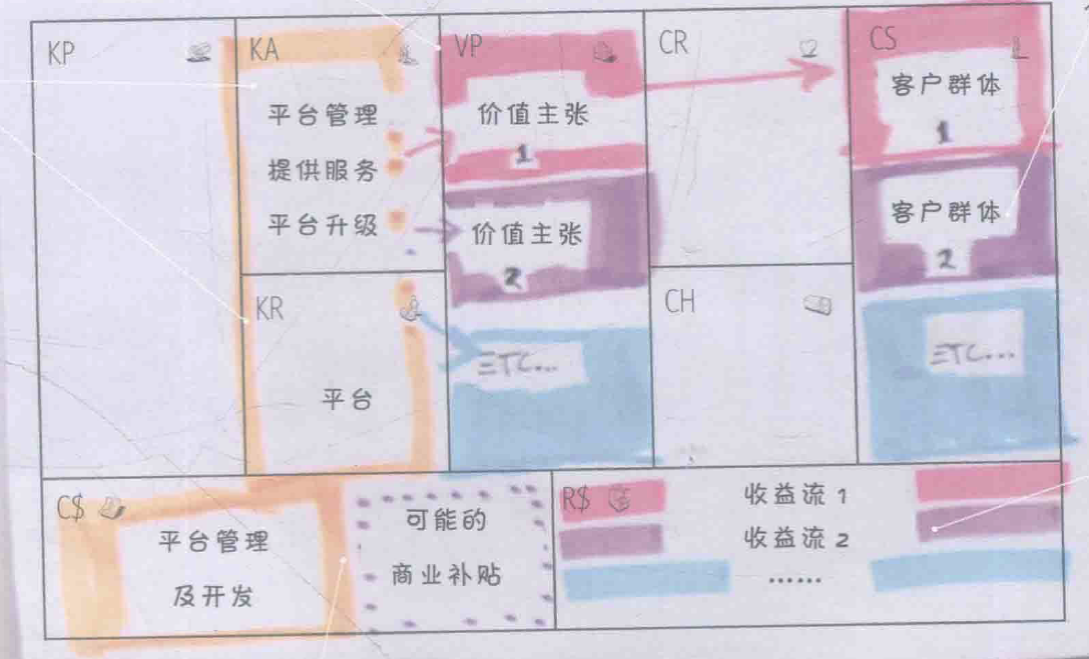 KP
KA
平台管理
提供服务
平台升级
VP
价值主张
1
价值主张
2
ETC...
CR
CS
客户群体
1
客户群体
2
ETC...
KR
平台
CH
C$
平台管理
及开发
可能的
商业补贴
R$
收益流 1
收益流 2
......